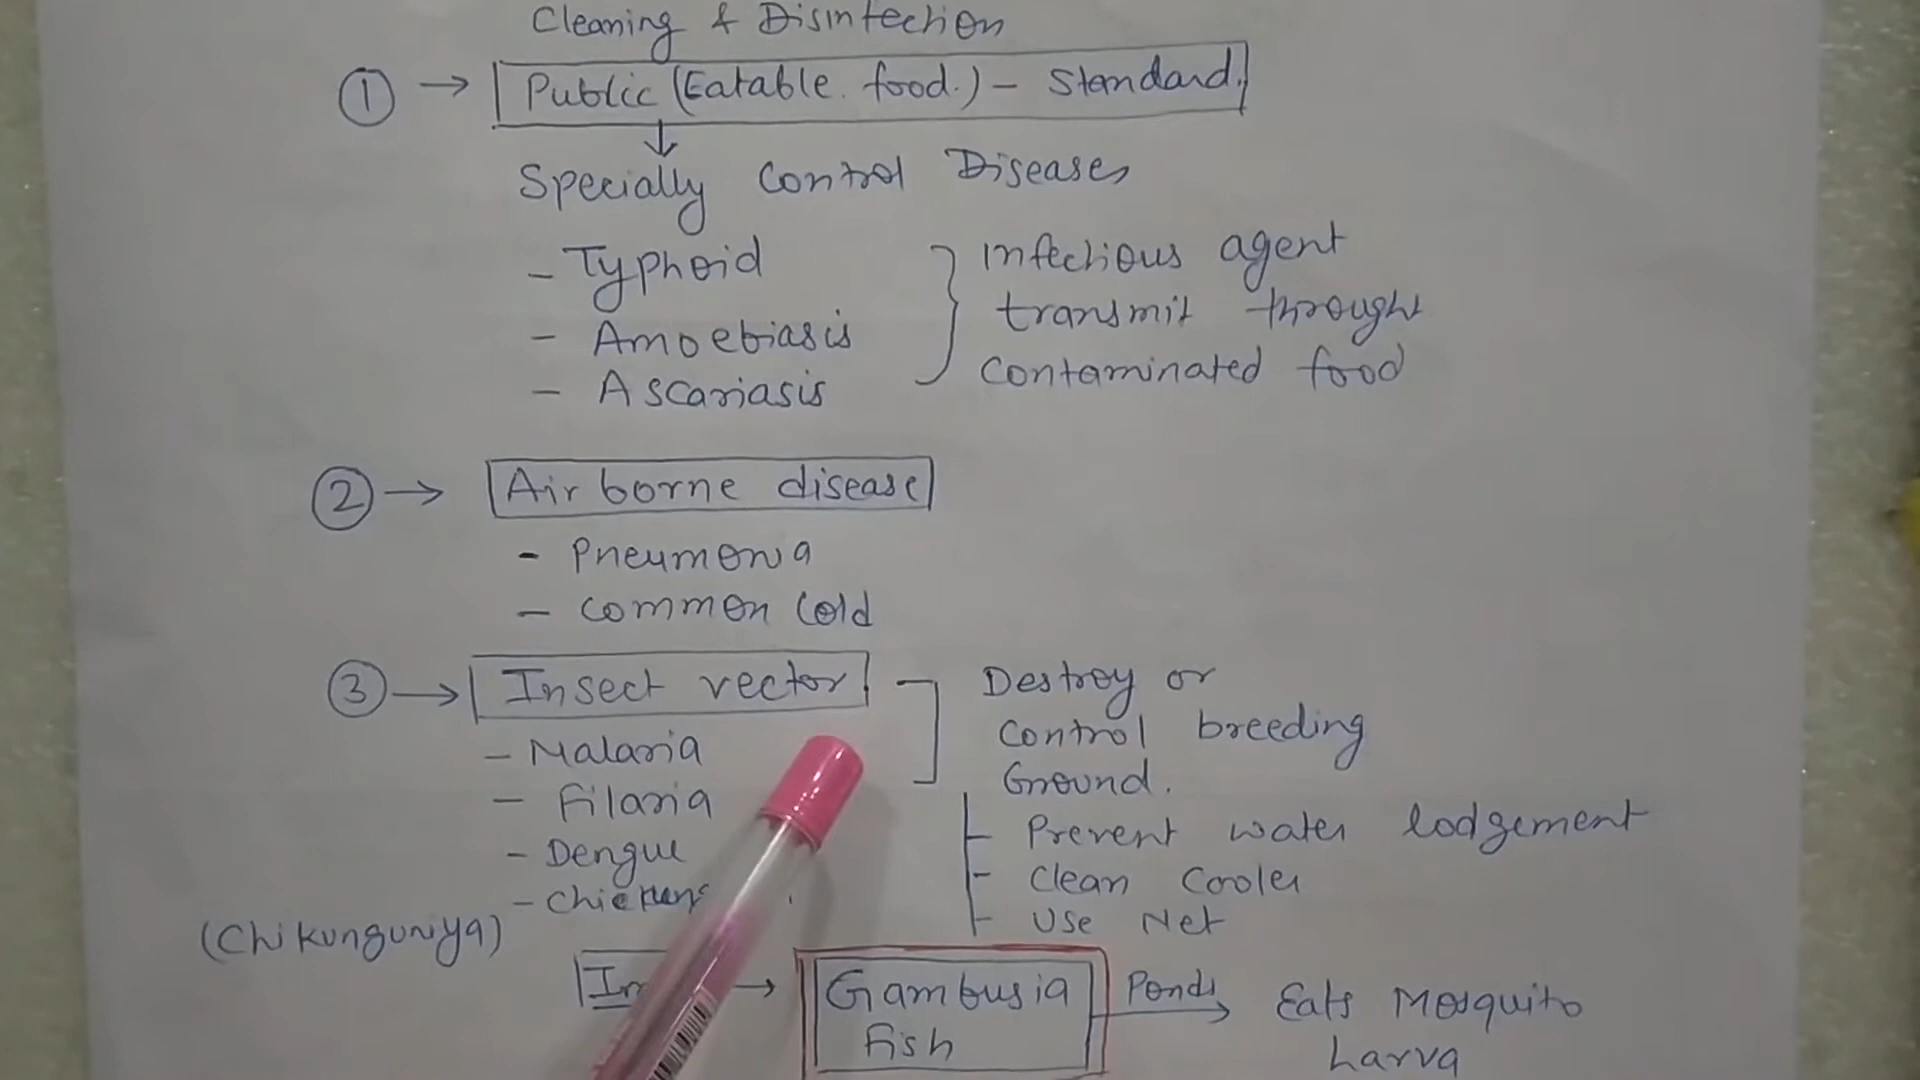 Cleaning & Disinfection
① → Public (Eatable food.) - Standard.
↓
Specially Control Diseases
- Typhoid
- Amoebiasis
- Ascariasis
Infectious agent
transmit throught
contaminated food
② → Air borne disease
- Pneumonia
- Common Cold
③ → Insect vector
- Malaria
- Filaria
- Dengue
(Chikunguniya)
Destroy or
Control breeding
Ground.
- Prevent water lodgement
- Clean Cooler
- Use Net
→ Gambusia fish Ponds → Eats Mosquito
Larva